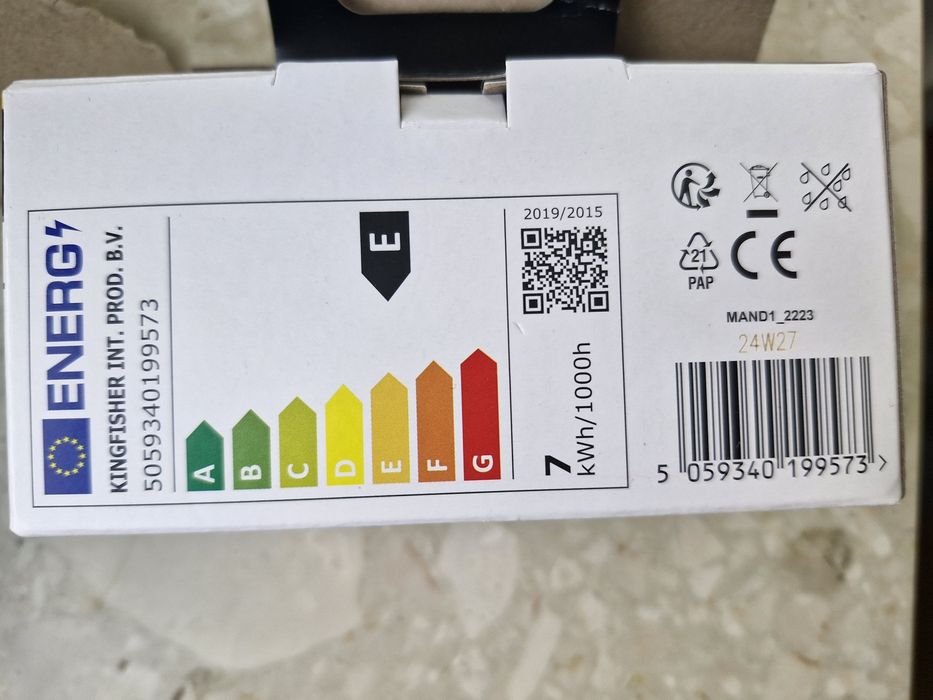 ENERG
KINGFISHER INT. PROD. B.V.
5059340199573
A
B
C
D
E
F
G
E
2019/2015
7
kWh/1000h
21
PAP
CE
MAND1_2223
24W27
5 059340 199573 >